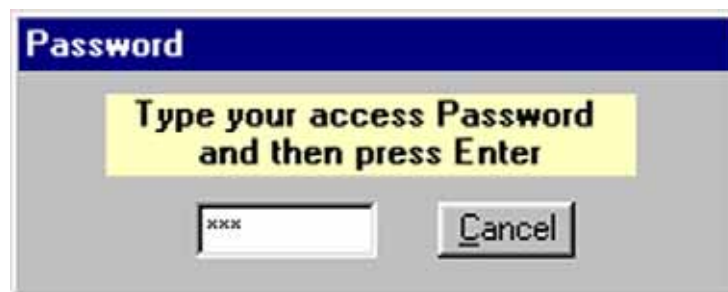 Password
Type your access Password
and then press Enter
***
Cancel